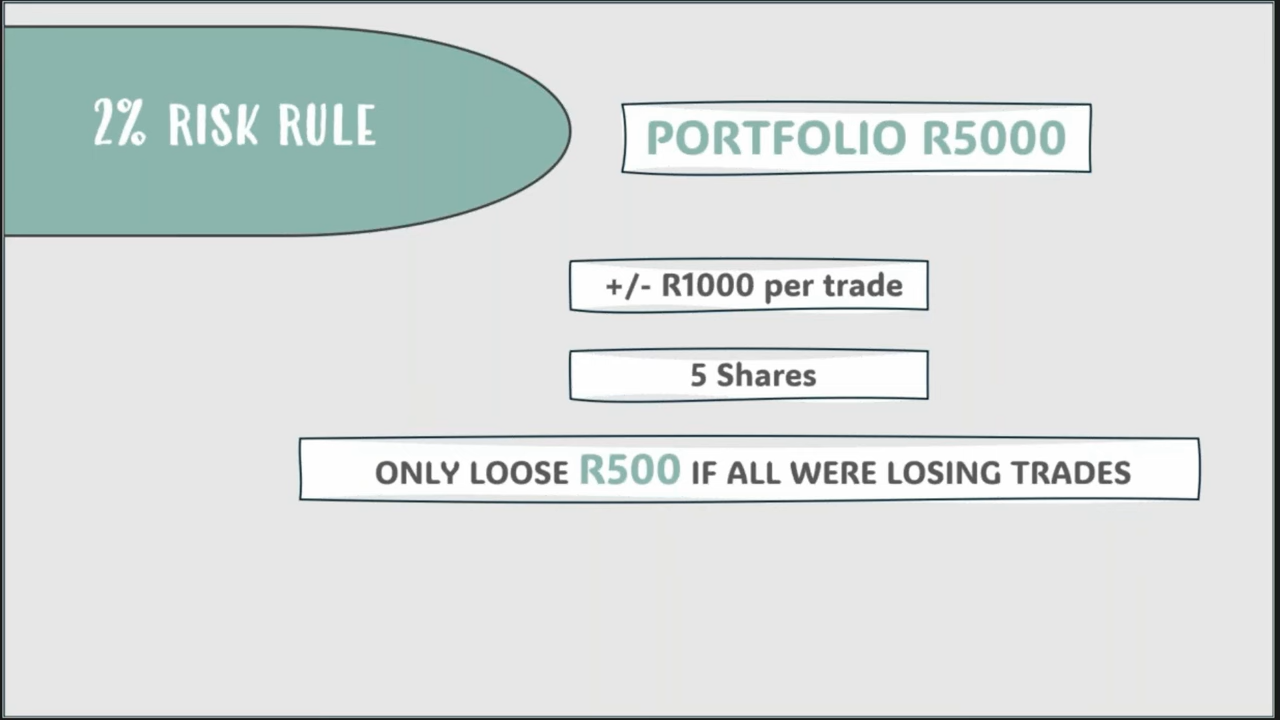 2% RISK RULE
PORTFOLIO R5000
+/- R1000 per trade
5 Shares
ONLY LOOSE R500 IF ALL WERE LOSING TRADES